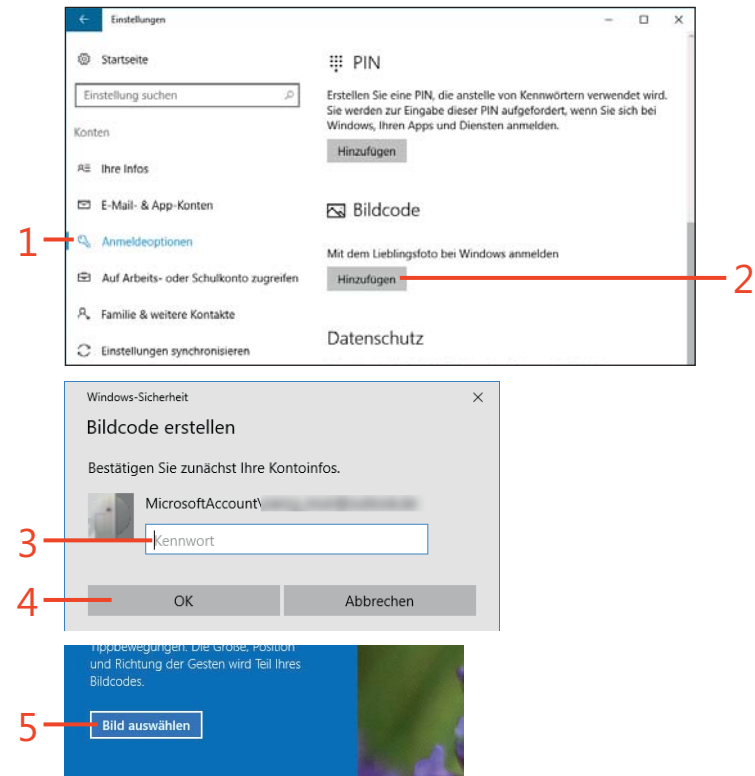 Einstellungen
Startseite
Einstellung suchen
Konten
Ihre Infos
E-Mail- & App-Konten
1
Anmeldeoptionen
Auf Arbeits- oder Schulkonto zugreifen
Familie & weitere Kontakte
Einstellungen synchronisieren
PIN
Erstellen Sie eine PIN, die anstelle von Kennwörtern verwendet wird.
Sie werden zur Eingabe dieser PIN aufgefordert, wenn Sie sich bei
Windows, Ihren Apps und Diensten anmelden.
Hinzufügen
Bildcode
Mit dem Lieblingsfoto bei Windows anmelden
Hinzufügen
2
Datenschutz
Windows-Sicherheit
Bildcode erstellen
Bestätigen Sie zunächst Ihre Kontoinfos.
MicrosoftAccount\
3
Kennwort
4
OK
Abbrechen
Tippbewegungen. Die Größe, Position
und Richtung der Gesten wird Teil Ihres
Bildcodes.
5
Bild auswählen